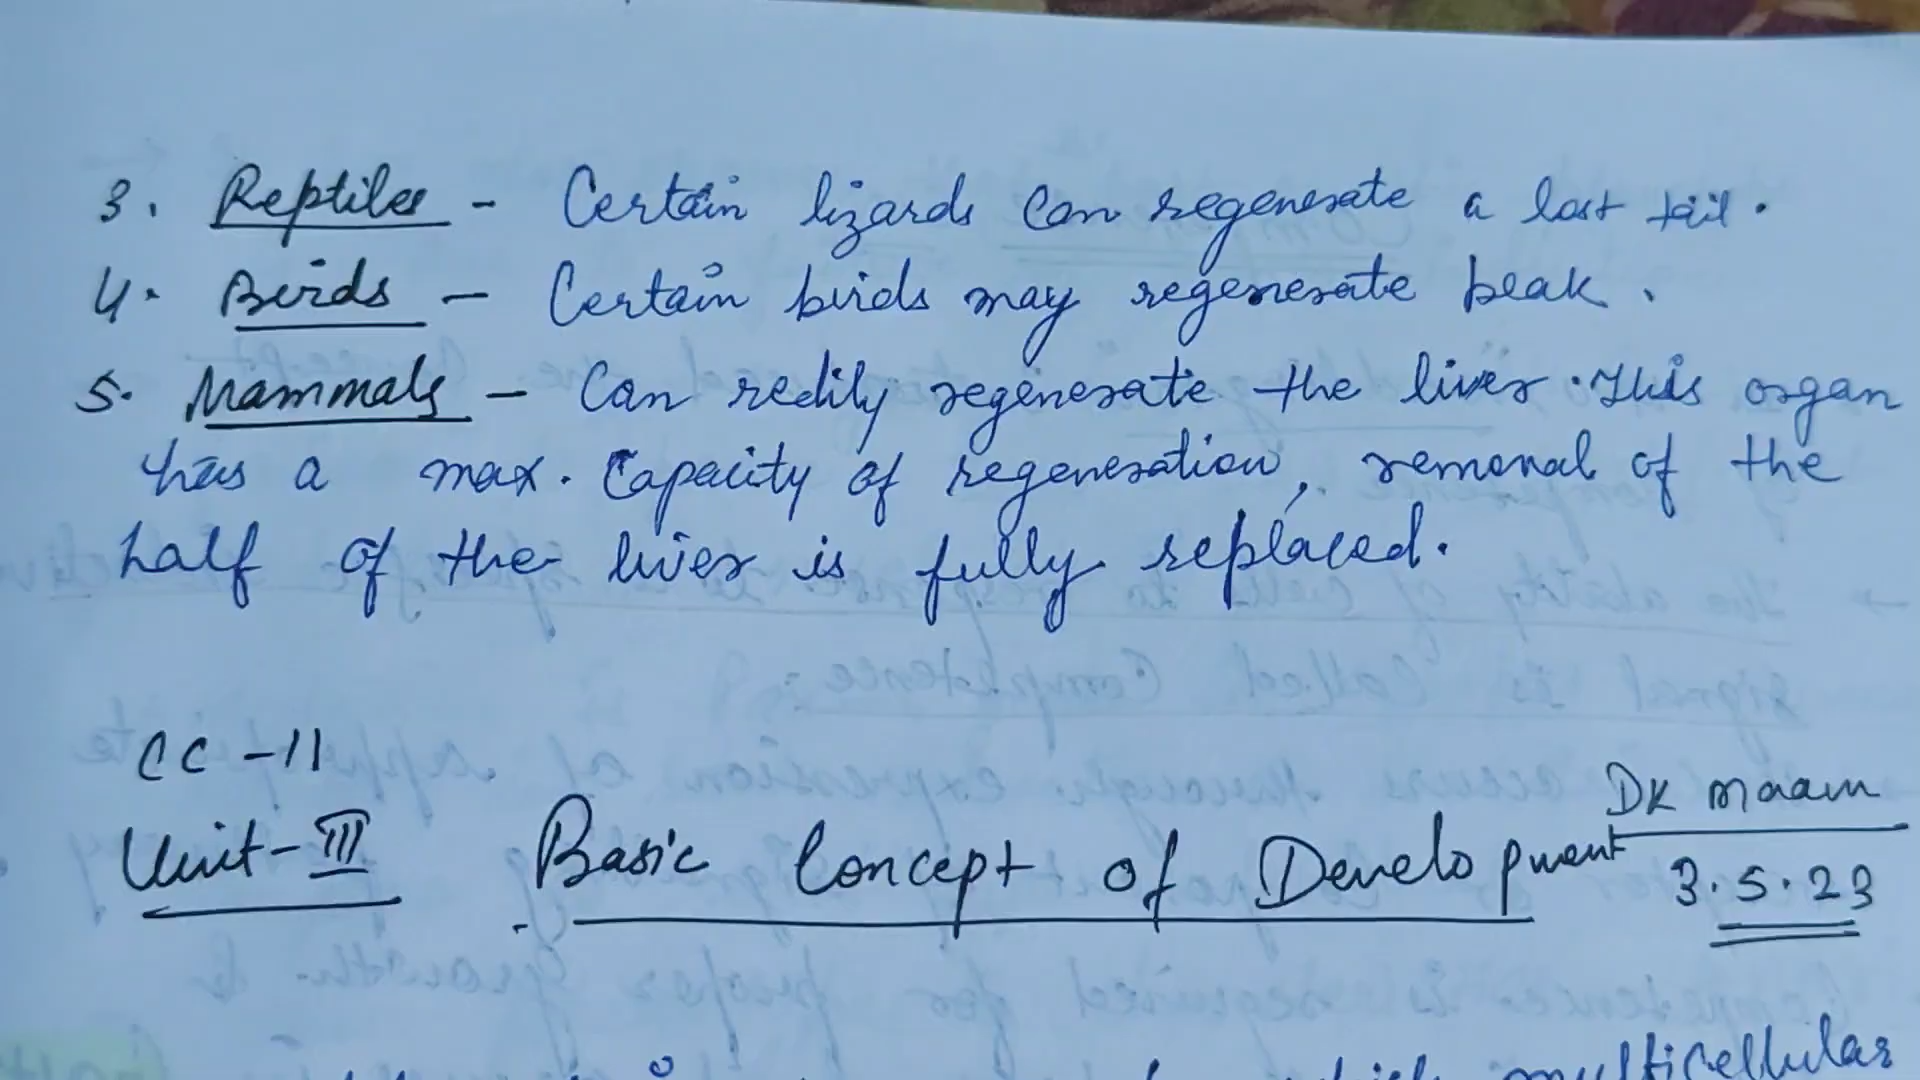 3. Reptiles - Certain lizards can regenerate a lost tail.
4. Birds - Certain birds may regenerate beak.
5. Mammals - Can redily regenerate the liver. This organ
has a max. capacity of regeneration, removal of the
half of the liver is fully replaced.
CC-11
DK Maam
Unit-III Basic Concept of Development 3.5.23
which multicellular